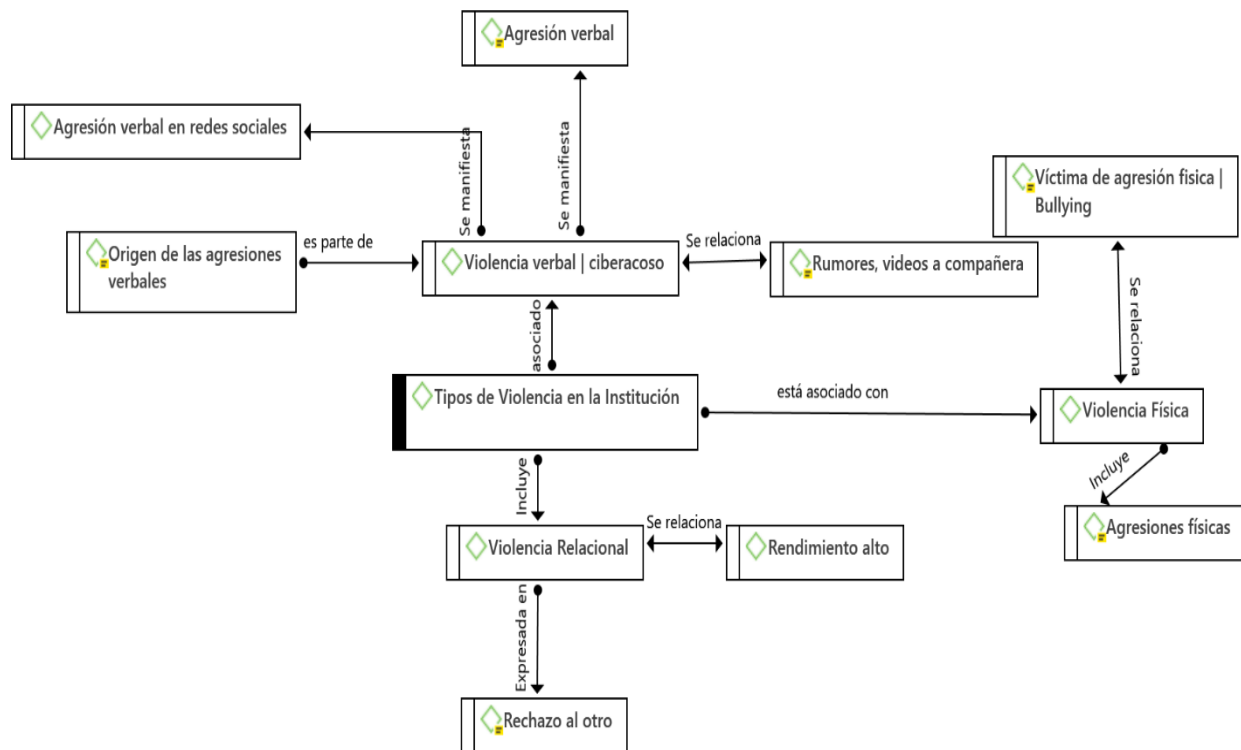 Agresión verbal
Agresión verbal en redes sociales
Se manifiesta
Se manifiesta
Víctima de agresión fisica |
Bullying
Origen de las agresiones
verbales
es parte de
Violencia verbal | ciberacoso
Se relaciona
Rumores, videos a compañera
Se relaciona
asociado
Tipos de Violencia en la Institución
está asociado con
Violencia Física
Incluye
Incluye
Agresiones físicas
Violencia Relacional
Se relaciona
Rendimiento alto
Expresada en
Rechazo al otro